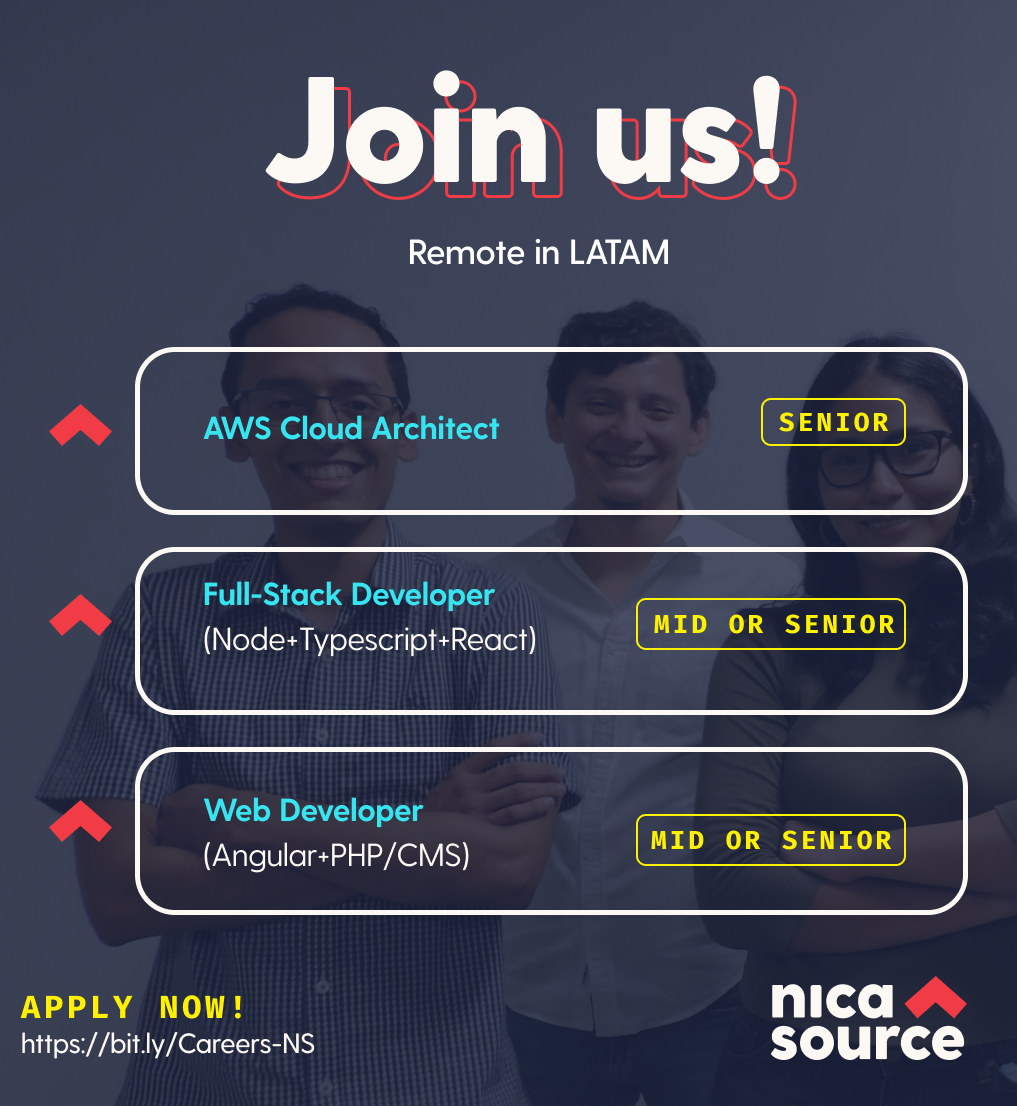 Join us!
Remote in LATAM
AWS Cloud Architect
SENIOR
Full-Stack Developer
(Node+Typescript+React)
MID OR SENIOR
Web Developer
(Angular+PHP/CMS)
MID OR SENIOR
APPLY NOW!
https://bit.ly/Careers-NS
nica
source